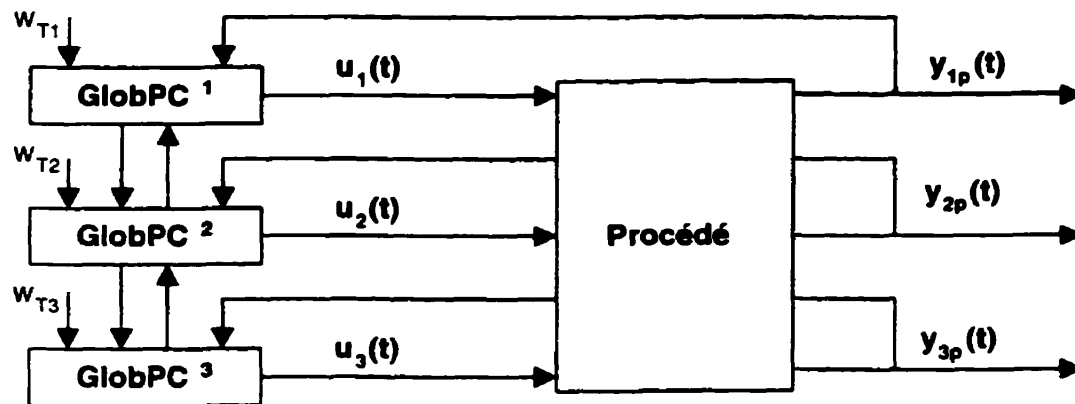 w_T1
GlobPC ¹
u_1(t)
y_1p(t)
w_T2
GlobPC ²
u_2(t)
Procédé
y_2p(t)
w_T3
GlobPC ³
u_3(t)
y_3p(t)